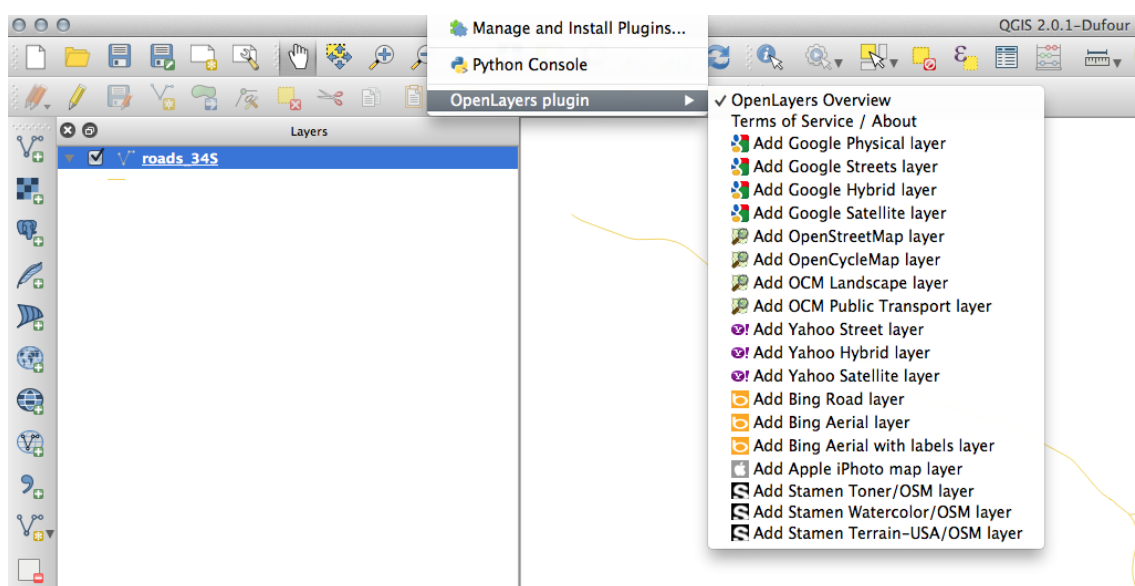 Manage and Install Plugins...
QGIS 2.0.1-Dufour
Python Console
OpenLayers plugin
Layers
roads_34S
OpenLayers Overview
Terms of Service / About
Add Google Physical layer
Add Google Streets layer
Add Google Hybrid layer
Add Google Satellite layer
Add OpenStreetMap layer
Add OpenCycleMap layer
Add OCM Landscape layer
Add OCM Public Transport layer
Add Yahoo Street layer
Add Yahoo Hybrid layer
Add Yahoo Satellite layer
Add Bing Road layer
Add Bing Aerial layer
Add Bing Aerial with labels layer
Add Apple iPhoto map layer
Add Stamen Toner/OSM layer
Add Stamen Watercolor/OSM layer
Add Stamen Terrain-USA/OSM layer